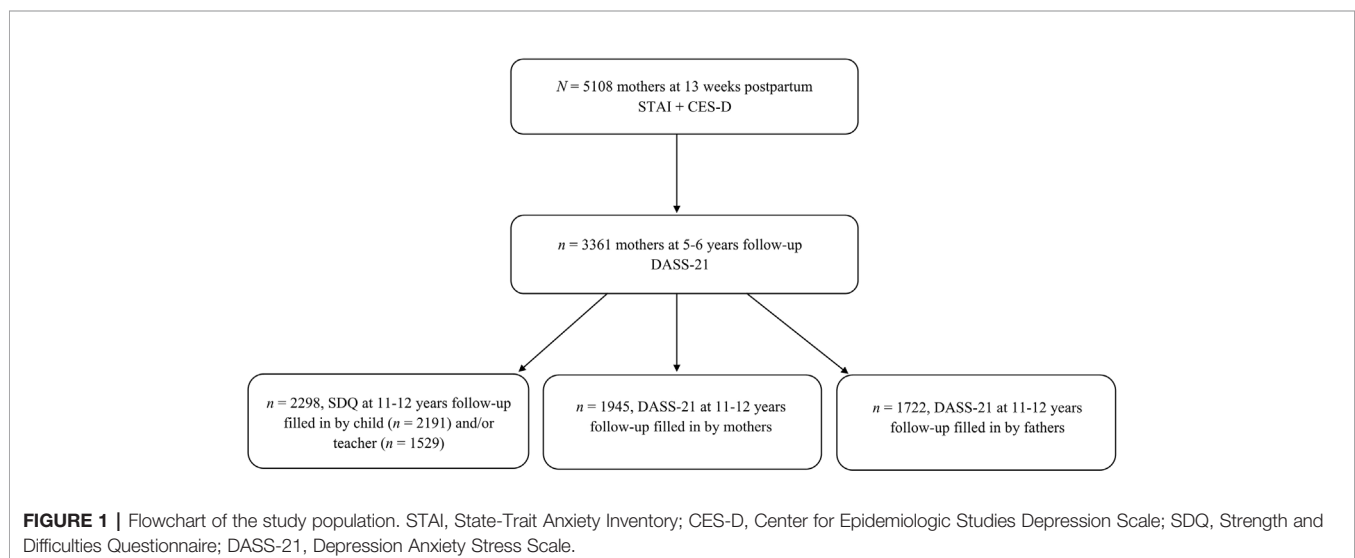 N = 5108 mothers at 13 weeks postpartum
STAI + CES-D
n = 3361 mothers at 5-6 years follow-up
DASS-21
n = 2298, SDQ at 11-12 years follow-up
filled in by child (n = 2191) and/or
teacher (n = 1529)
n = 1945, DASS-21 at 11-12 years
follow-up filled in by mothers
n = 1722, DASS-21 at 11-12 years
follow-up filled in by fathers
FIGURE 1 | Flowchart of the study population. STAI, State-Trait Anxiety Inventory; CES-D, Center for Epidemiologic Studies Depression Scale; SDQ, Strength and
Difficulties Questionnaire; DASS-21, Depression Anxiety Stress Scale.